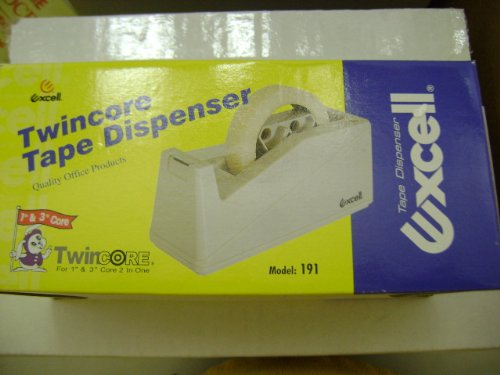 excell.
Twincore
Tape Dispenser
Quality Office Products
1" & 3" Core
TwinCORE®
For 1" & 3" Core 2 In One
excell
Model: 191
Tape Dispenser
excell®